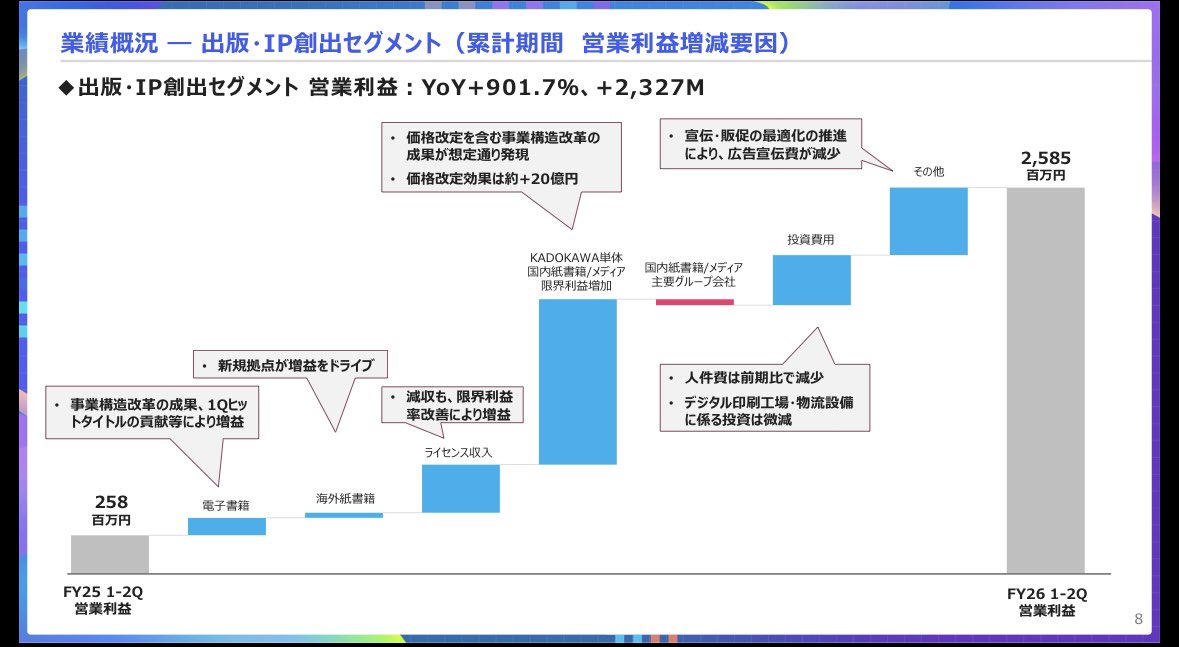 業績概況 ― 出版・IP創出セグメント（累計期間　営業利益増減要因）
◆出版・IP創出セグメント 営業利益：YoY+901.7%、+2,327M
・ 価格改定を含む事業構造改革の
成果が想定通り発現
・ 価格改定効果は約+20億円
・ 宣伝・販促の最適化の推進
により、広告宣伝費が減少
2,585
百万円
その他
投資費用
KADOKAWA単体
国内紙書籍/メディア
限界利益増加
国内紙書籍/メディア
主要グループ会社
・ 新規拠点が増益をドライブ
・ 事業構造改革の成果、1Qヒッ
トタイトルの貢献等により増益
・ 減収も、限界利益
率改善により増益
・ 人件費は前期比で減少
・ デジタル印刷工場・物流設備
に係る投資は微減
ライセンス収入
海外紙書籍
電子書籍
258
百万円
FY25 1-2Q
営業利益
FY26 1-2Q
営業利益
8